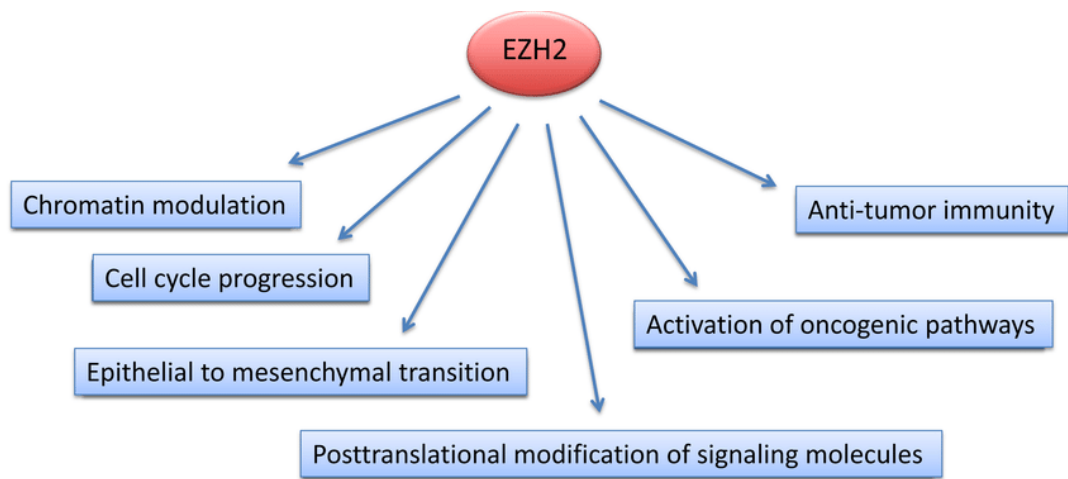 EZH2
Chromatin modulation
Anti-tumor immunity
Cell cycle progression
Activation of oncogenic pathways
Epithelial to mesenchymal transition
Posttranslational modification of signaling molecules